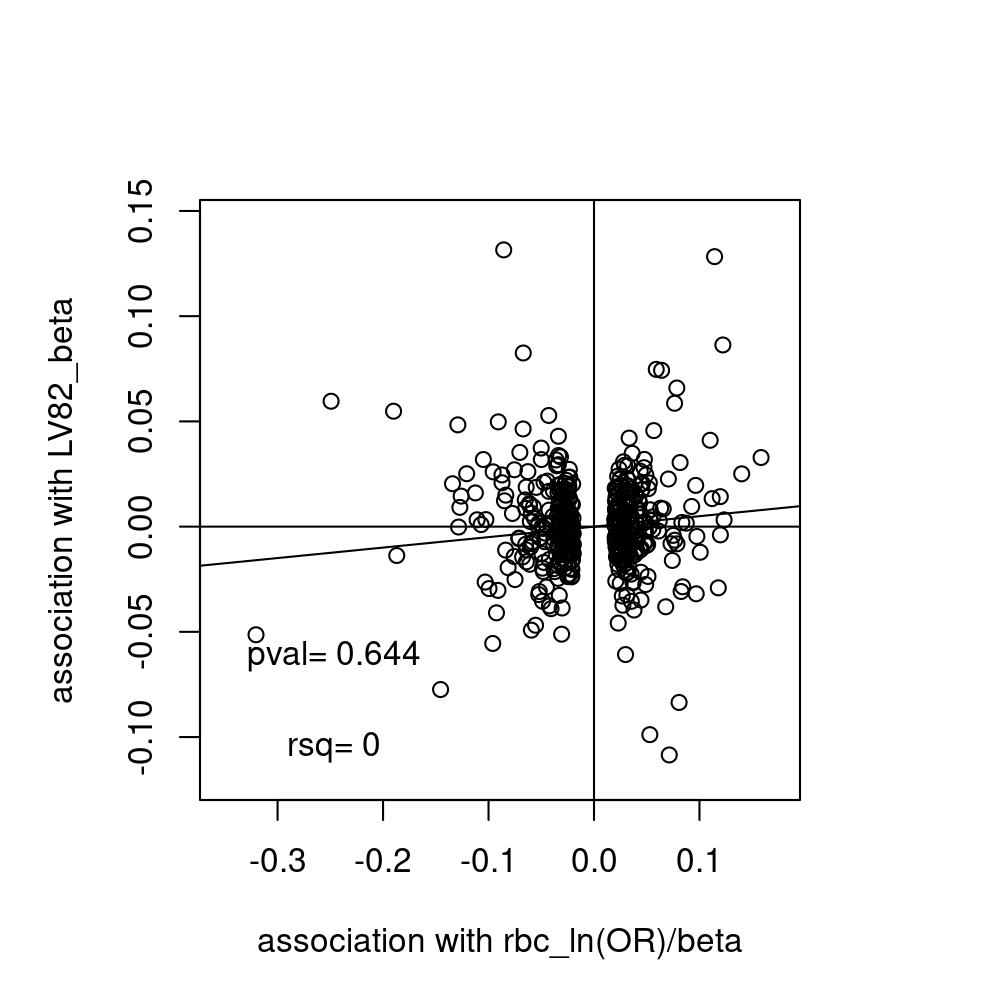 0.15
0.10
0.05
0.00
-0.05
-0.10
association with LV82_beta
pval= 0.644
rsq= 0
-0.3 -0.2 -0.1 0.0 0.1
association with rbc_ln(OR)/beta